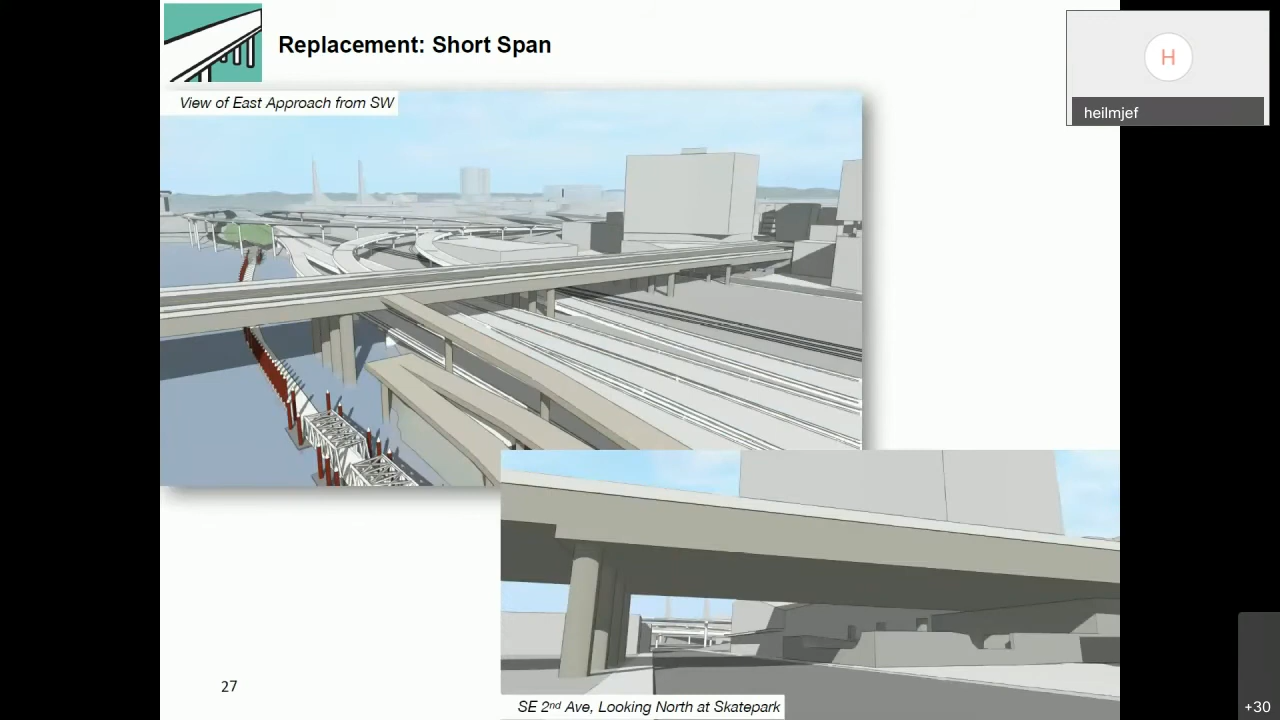 Replacement: Short Span
View of East Approach from SW
H
heilmjef
SE 2nd Ave, Looking North at Skatepark
27
+30